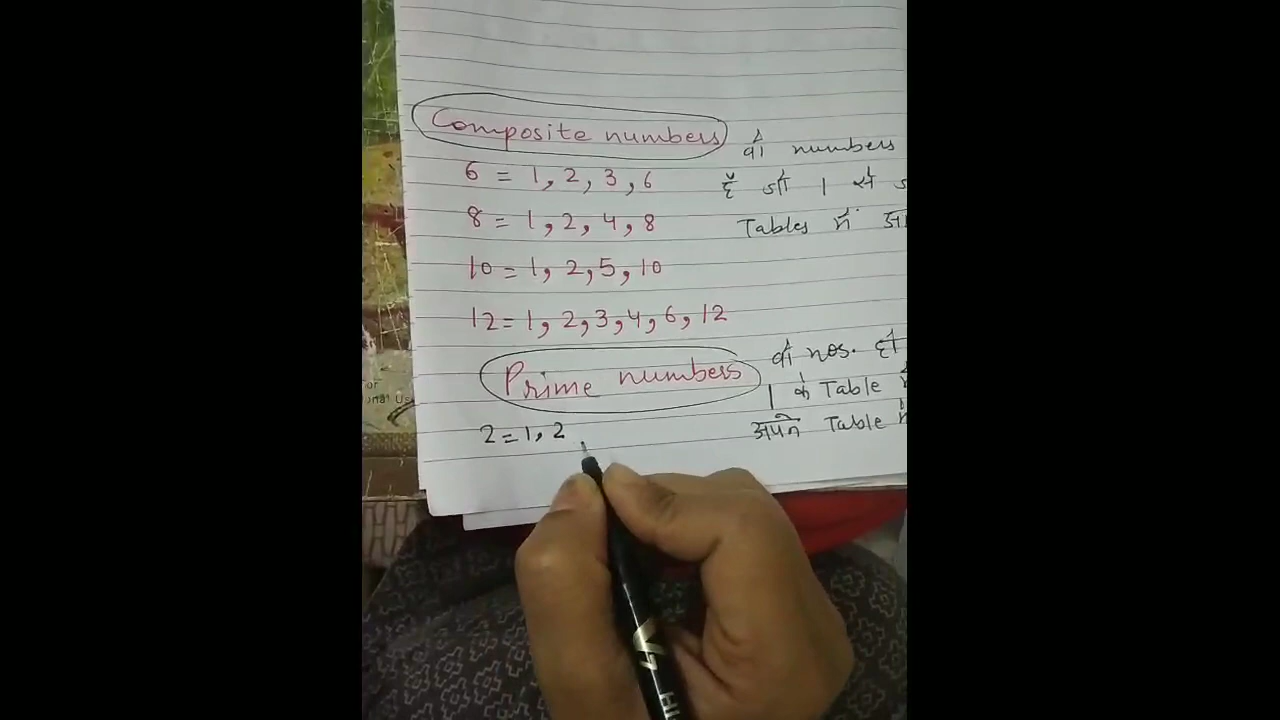 Composite numbers
वो numbers
6 = 1, 2, 3, 6
हैं जो 1 से
8 = 1, 2, 4, 8
Tables में
10 = 1, 2, 5, 10
12 = 1, 2, 3, 4, 6, 12
Prime numbers
वो nos. हो
1 के Table
2 = 1, 2
अपने Table
V7